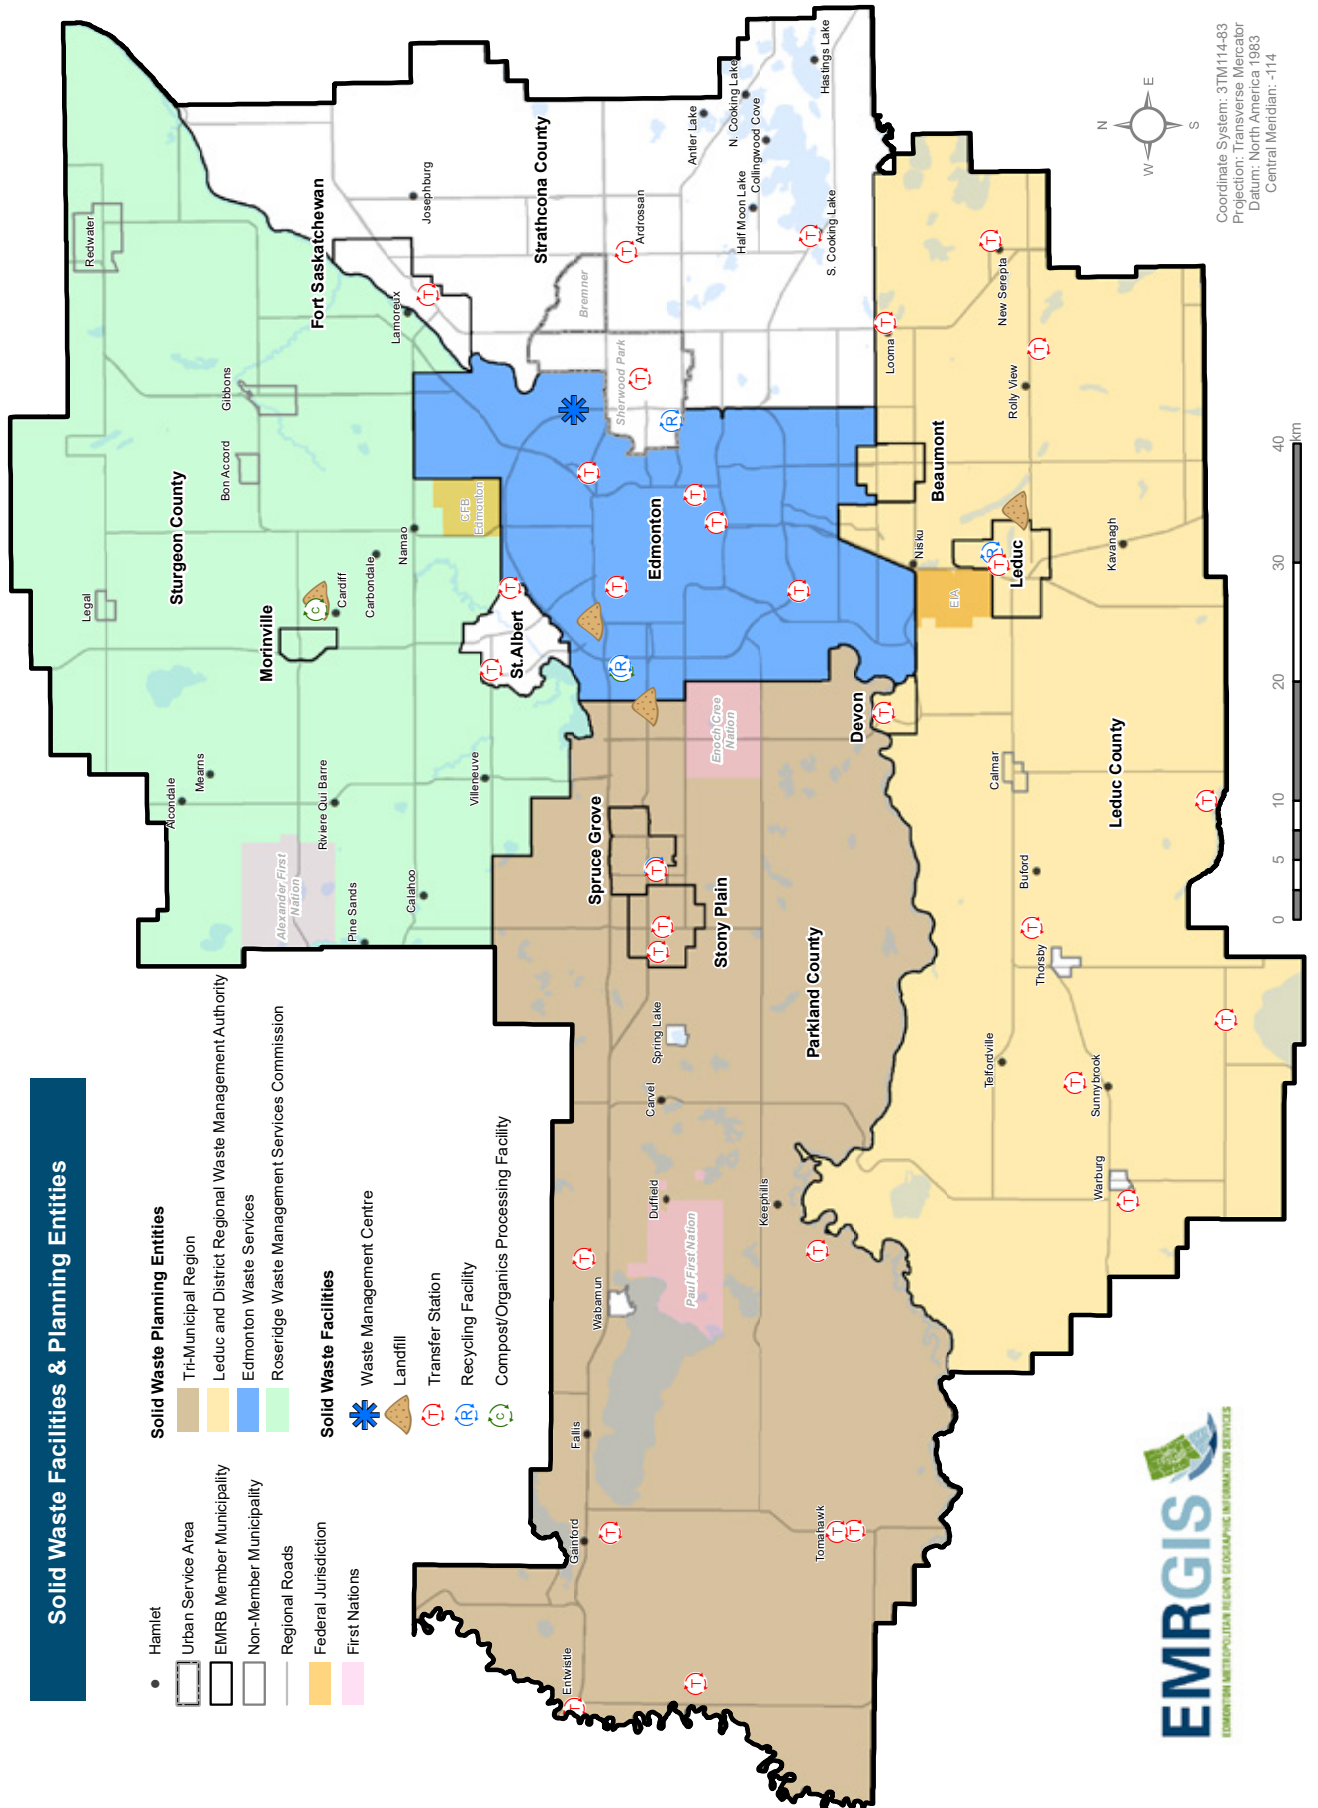 Solid Waste Facilities & Planning Entities
Hamlet
Urban Service Area
EMRB Member Municipality
Non-Member Municipality
Regional Roads
Federal Jurisdiction
First Nations
Solid Waste Planning Entities
Tri-Municipal Region
Leduc and District Regional Waste Management Authority
Edmonton Waste Services
Roseridge Waste Management Services Commission
Solid Waste Facilities
Waste Management Centre
Landfill
T
Transfer Station
R
Recycling Facility
C
Compost/Organics Processing Facility
Redwater
Legal
Sturgeon County
Bon Accord
Gibbons
Alcondale
Mearns
Morinville
Cardiff
Carbondale
Namao
Lamoreux
Fort Saskatchewan
Josephburg
Alexander First
Nation
Riviere Qui Barre
Pine Sands
Calahoo
Villeneuve
CFB
Edmonton
St.Albert
Strathcona County
Bremner
Ardrossan
Sherwood Park
Antler Lake
N. Cooking Lake
Half Moon Lake
Collingwood Cove
Hastings Lake
S. Cooking Lake
Edmonton
Enoch Cree
Nation
Spruce Grove
Stony Plain
Spring Lake
Carvel
Parkland County
Duffield
Keephills
Paul First Nation
Wabamun
Fallis
Gainford
Tomahawk
Entwistle
Devon
Looma
Beaumont
Nisku
EIA
Leduc
New Serepta
Rolly View
Kavanagh
Calmar
Leduc County
Buford
Thorsby
Telfordville
Sunnybrook
Warburg
N
W
E
S
0
5
10
20
30
40
km
Coordinate System: 3TM114-83
Projection: Transverse Mercator
Datum: North America 1983
Central Meridian: -114
EMRGIS
EDMONTON METROPOLITAN REGION GEOGRAPHIC INFORMATION SERVICES